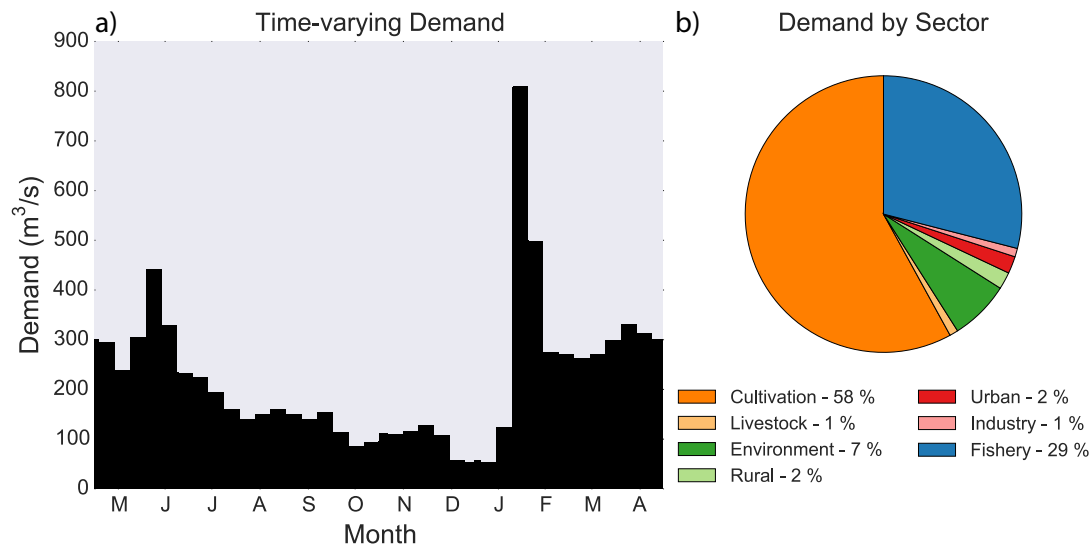 a)
Time-varying Demand
900
800
700
600
500
400
300
200
100
0
Demand (m³/s)
M J J A S O N D J F M A
Month
b)
Demand by Sector
Cultivation - 58 %
Livestock - 1 %
Environment - 7 %
Rural - 2 %
Urban - 2 %
Industry - 1 %
Fishery - 29 %